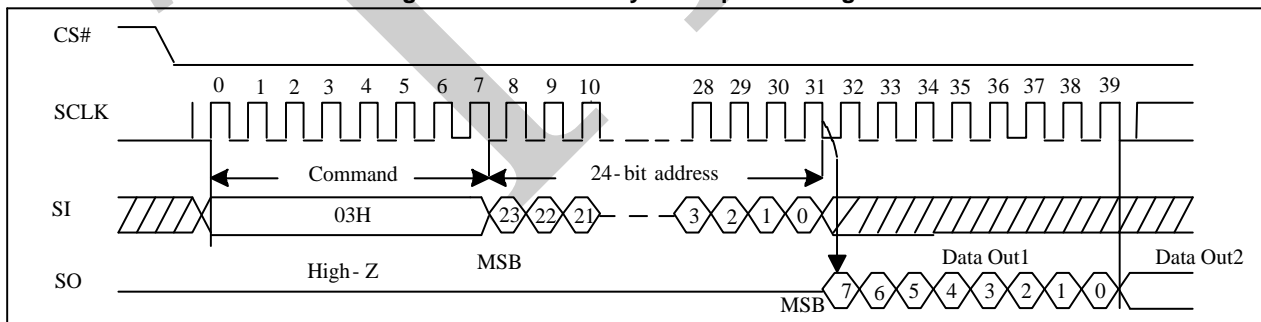 CS#
0 1 2 3 4 5 6 7 8 9 10 28 29 30 31 32 33 34 35 36 37 38 39
SCLK
Command 24-bit address
SI 03H 23 22 21 3 2 1 0
High-Z MSB Data Out1 Data Out2
SO MSB 7 6 5 4 3 2 1 0